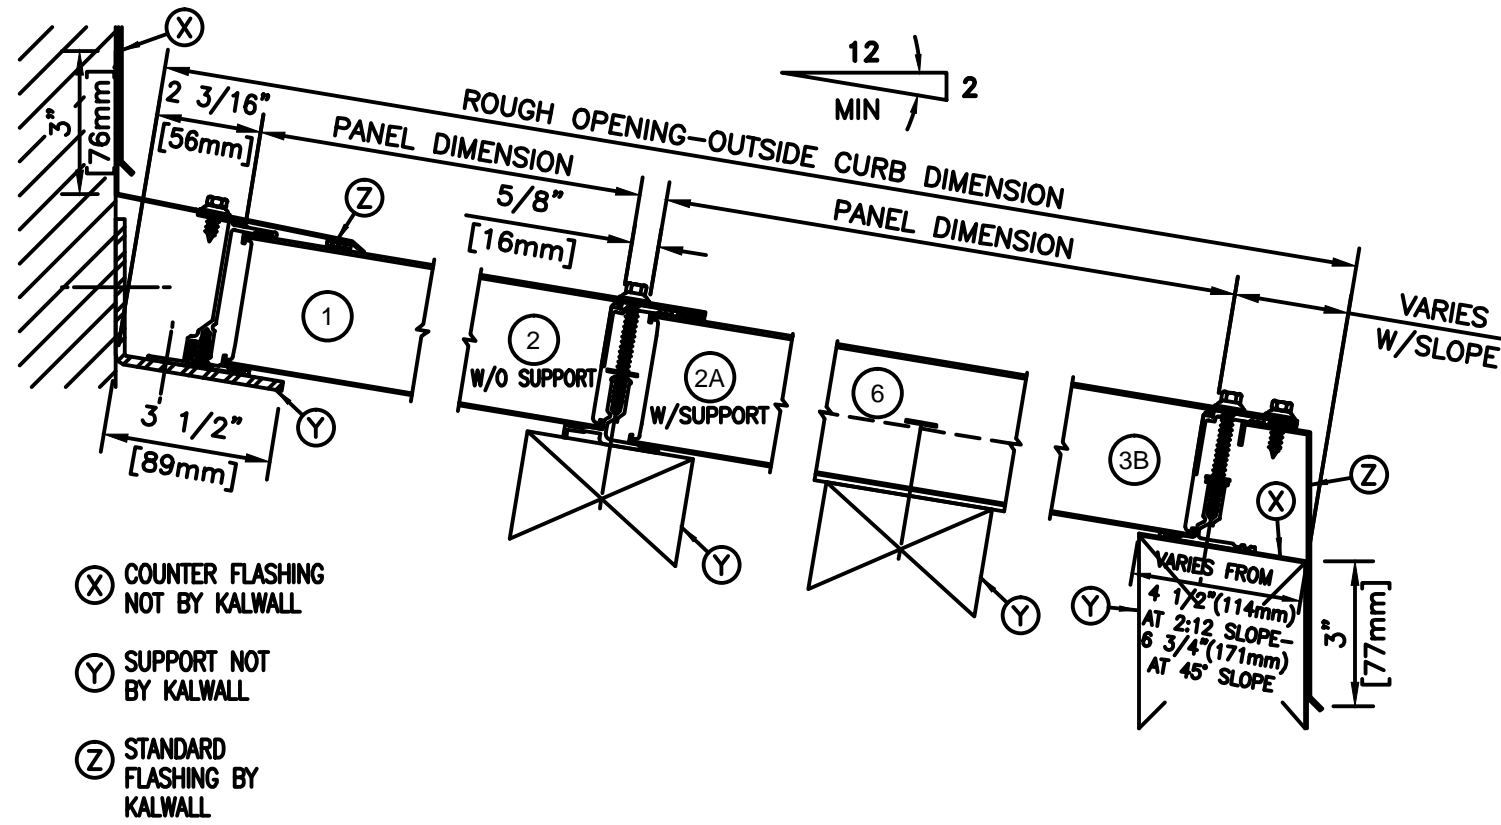 X
12
2
MIN
3"
[76mm]
2 3/16"
[56mm]
ROUGH OPENING-OUTSIDE CURB DIMENSION
PANEL DIMENSION
5/8"
[16mm]
PANEL DIMENSION
Z
VARIES
W/SLOPE
1
2
W/O SUPPORT
2A
W/SUPPORT
6
3B
Z
X
Y
3 1/2"
[89mm]
Y
Y
Y
VARIES FROM
4 1/2"(114mm)
AT 2:12 SLOPE-
6 3/4"(171mm)
AT 45° SLOPE
3"
[77mm]
X COUNTER FLASHING
NOT BY KALWALL
Y SUPPORT NOT
BY KALWALL
Z STANDARD
FLASHING BY
KALWALL